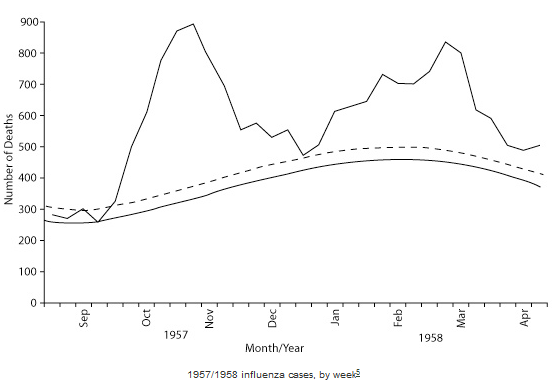 900
800
700
600
500
400
300
200
100
0
Number of Deaths
Sep
Oct
Nov
Dec
Jan
Feb
Mar
Apr
1957
1958
Month/Year
1957/1958 influenza cases, by week5